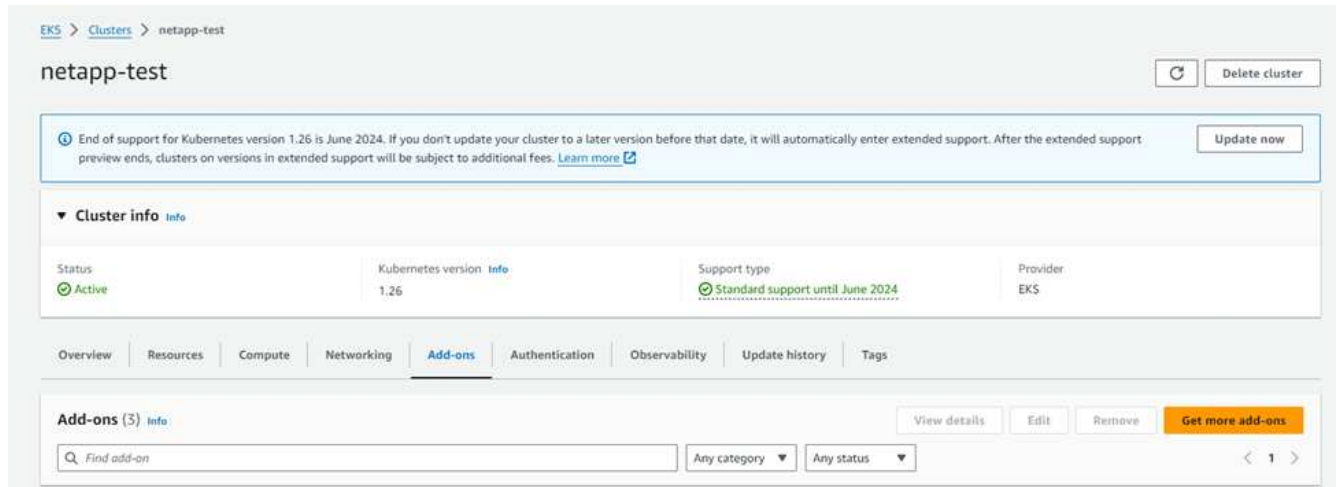 EKS > Clusters > netapp-test
netapp-test
Delete cluster
End of support for Kubernetes version 1.26 is June 2024. If you don't update your cluster to a later version before that date, it will automatically enter extended support. After the extended support
preview ends, clusters on versions in extended support will be subject to additional fees. Learn more
Update now
Cluster info Info
Status
Active
Kubernetes version Info
1.26
Support type
Standard support until June 2024
Provider
EKS
Overview Resources Compute Networking Add-ons Authentication Observability Update history Tags
Add-ons (3) Info
View details Edit Remove Get more add-ons
Find add-on
Any category Any status
< 1 >